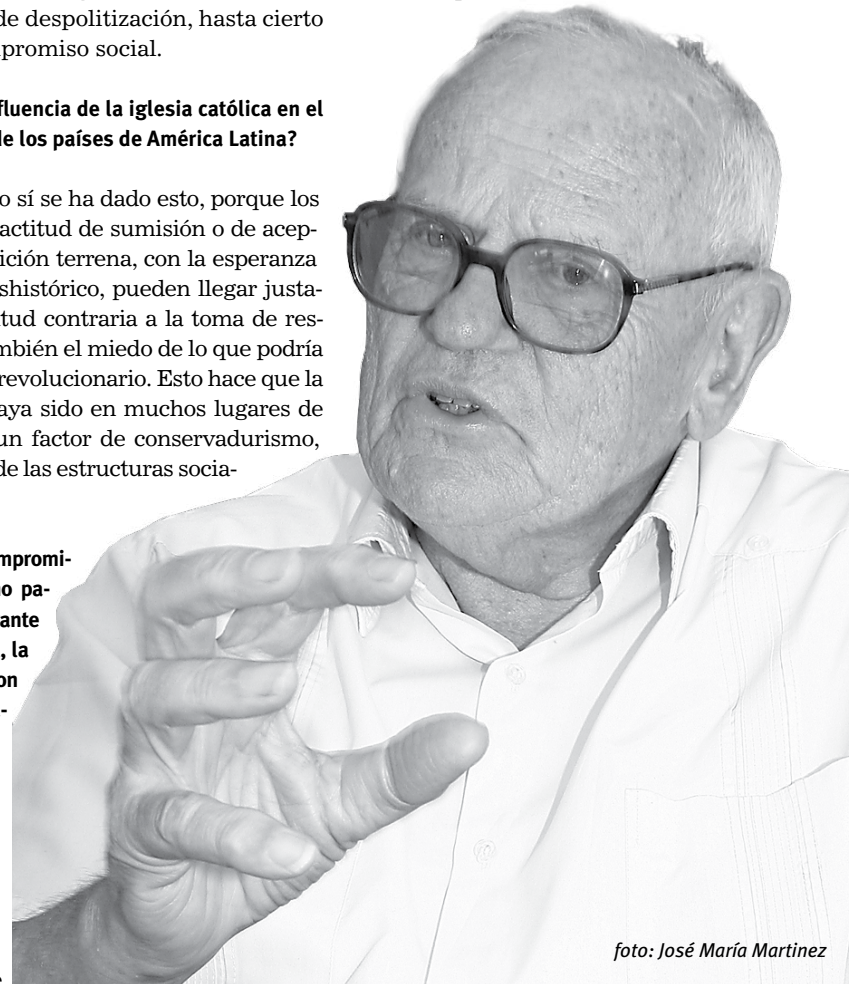 de despolitización, hasta cierto
promiso social.
fluencia de la iglesia católica en el
de los países de América Latina?
o sí se ha dado esto, porque los
actitud de sumisión o de acep-
ición terrena, con la esperanza
shistórico, pueden llegar justa-
tud contraria a la toma de res-
mbién el miedo de lo que podría
revolucionario. Esto hace que la
aya sido en muchos lugares de
un factor de conservadurismo,
de las estructuras socia-
mpromi-
o pa-
ante
, la
on
-
foto: José María Martinez